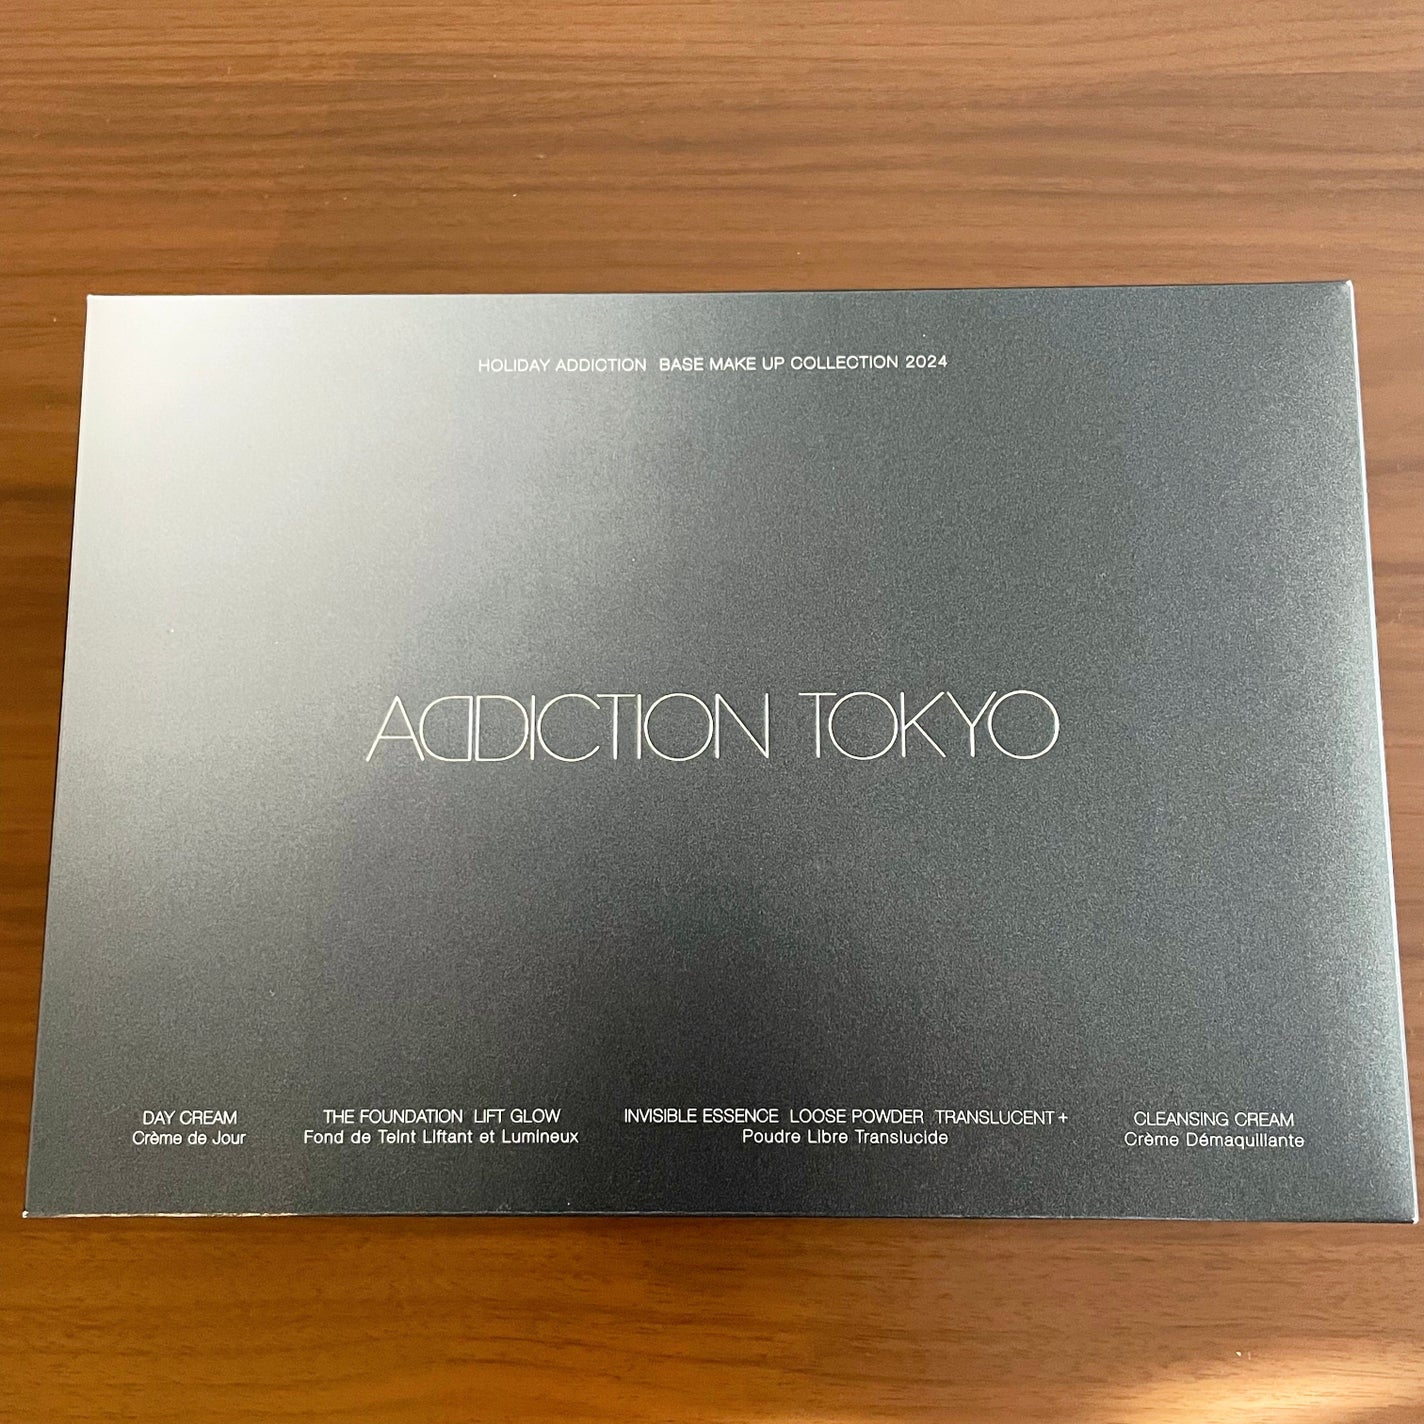 HOLIDAY ADDICTION BASE MAKE UP COLLECTION 2024
ADDICTION TOKYO
DAY CREAM
Crème de Jour
THE FOUNDATION LIFT GLOW
Fond de Teint Liftant et Lumineux
INVISIBLE ESSENCE LOOSE POWDER TRANSLUCENT+
Poudre Libre Translucide
CLEANSING CREAM
Crème Démaquillante